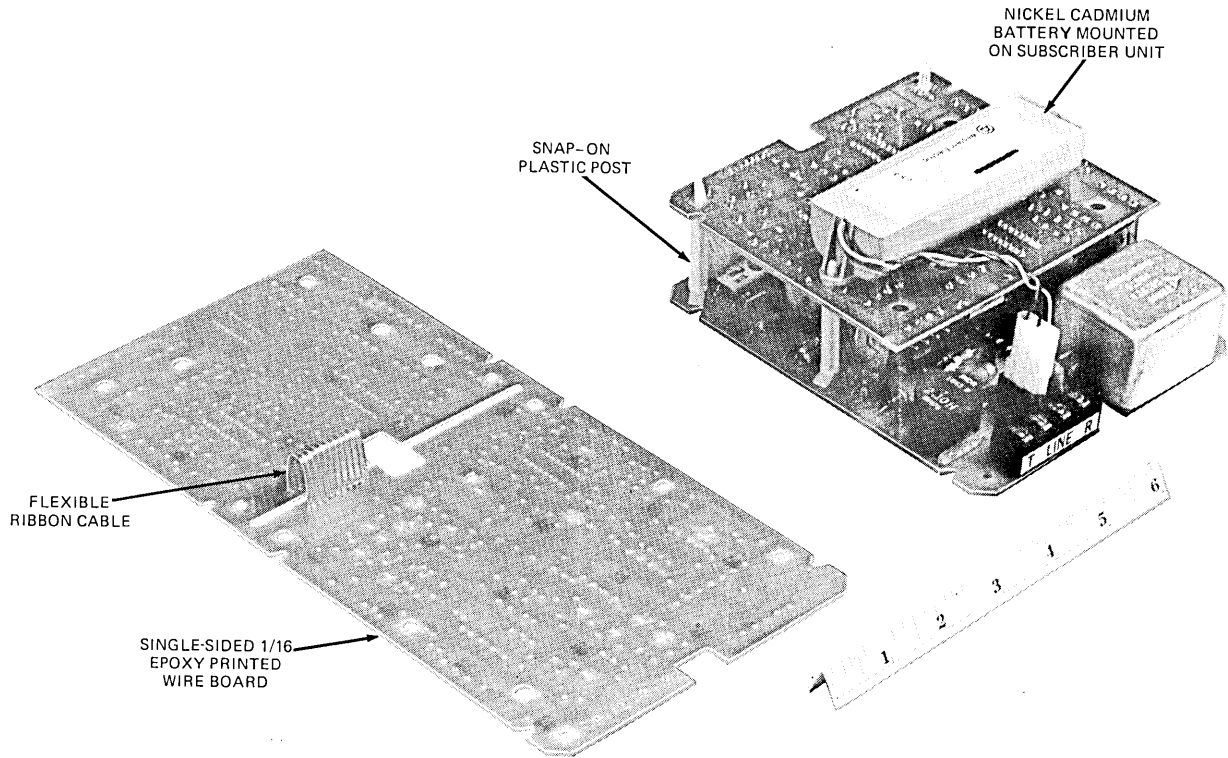 NICKEL CADMIUM
BATTERY MOUNTED
ON SUBSCRIBER UNIT
SNAP-ON
PLASTIC POST
FLEXIBLE
RIBBON CABLE
SINGLE-SIDED 1/16
EPOXY PRINTED
WIRE BOARD
HOT
T LINE R
1 2 3 4 5 6